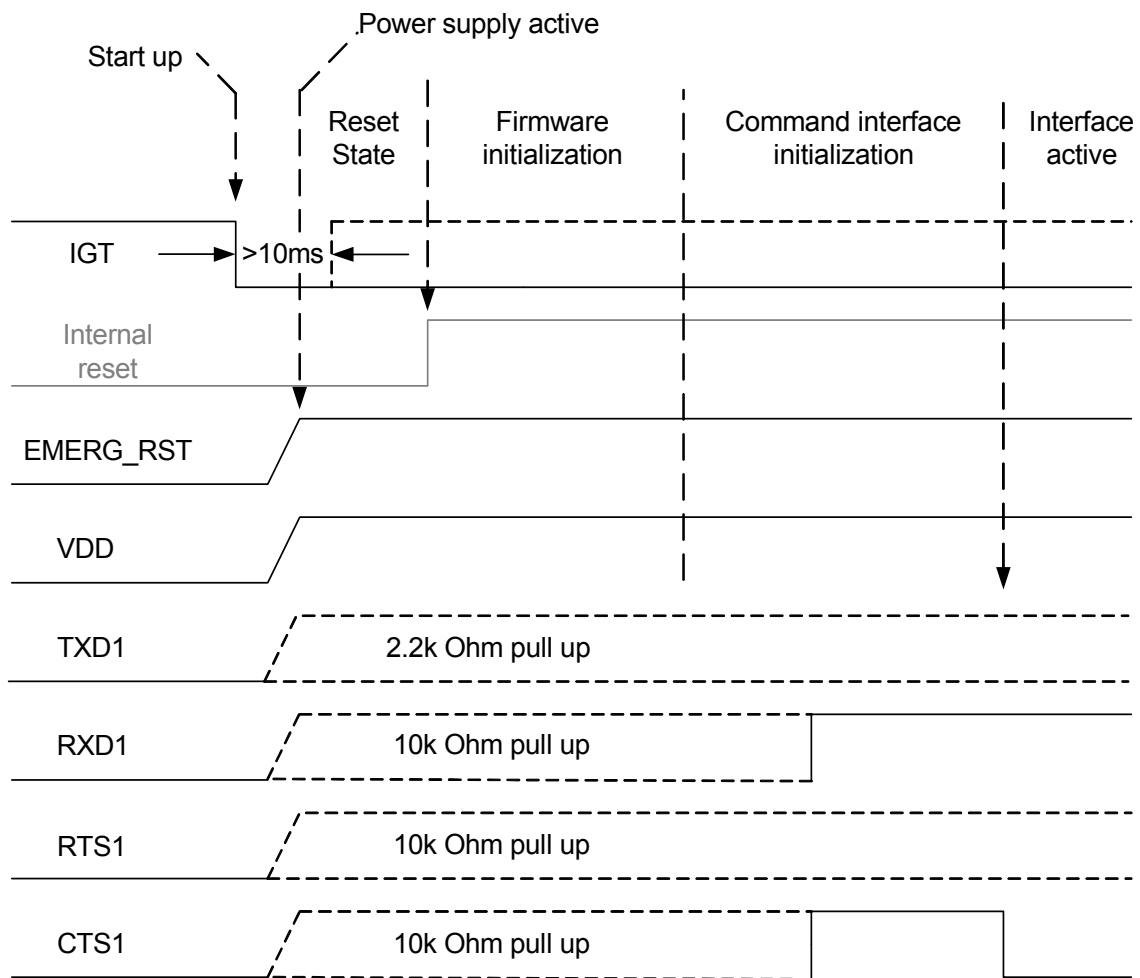 Power supply active
Start up
Reset
State
Firmware
initialization
Command interface
initialization
Interface
active
IGT
>10ms
Internal
reset
EMERG_RST
VDD
TXD1
2.2k Ohm pull up
RXD1
10k Ohm pull up
RTS1
10k Ohm pull up
CTS1
10k Ohm pull up